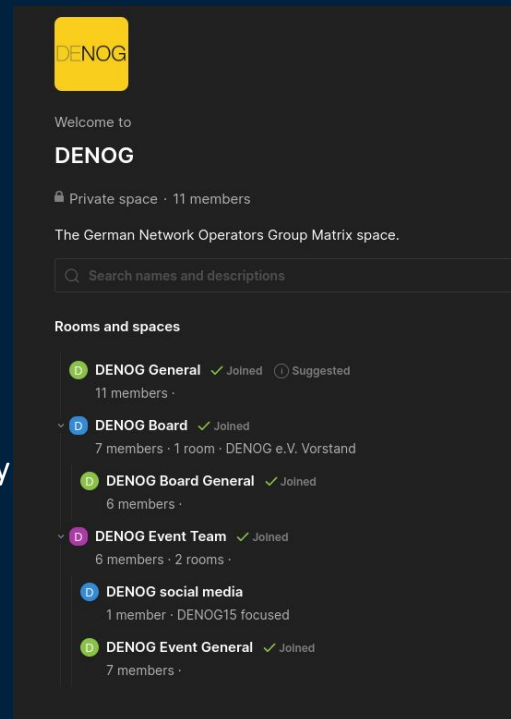 DENOG
Welcome to
DENOG
Private space · 11 members
The German Network Operators Group Matrix space.
Search names and descriptions
Rooms and spaces
D DENOG General ✓ Joined i Suggested
11 members ·
D DENOG Board ✓ Joined
7 members · 1 room · DENOG e.V. Vorstand
y
D DENOG Board General ✓ Joined
6 members ·
D DENOG Event Team ✓ Joined
6 members · 2 rooms ·
D DENOG social media
1 member · DENOG15 focused
D DENOG Event General ✓ Joined
7 members ·